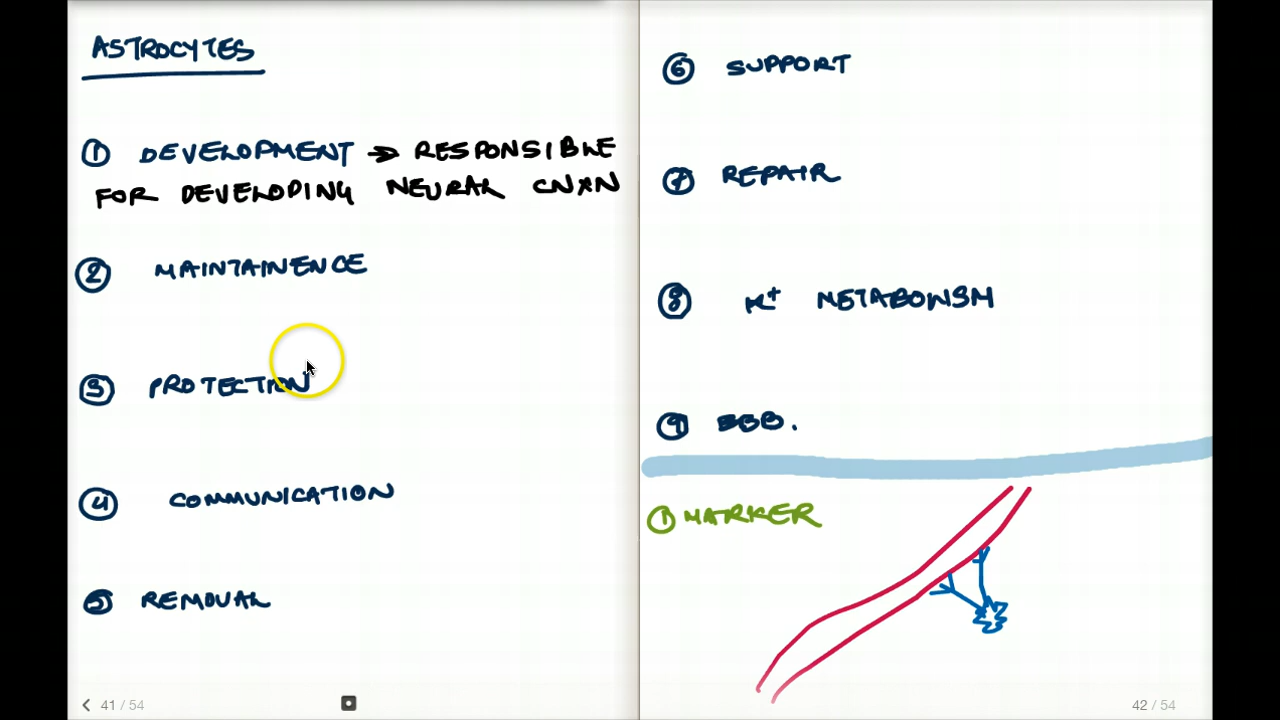 ASTROCYTES
① DEVELOPMENT → RESPONSIBLE
FOR DEVELOPING NEURAL CNXN
② MAINTAINENCE
③ PROTECTION
④ COMMUNICATION
⑤ REMOVAL
41 / 54
⑥ SUPPORT
⑦ REPAIR
⑧ K+ METABOLISM
⑨ BBB.
① MARKER
42 / 54